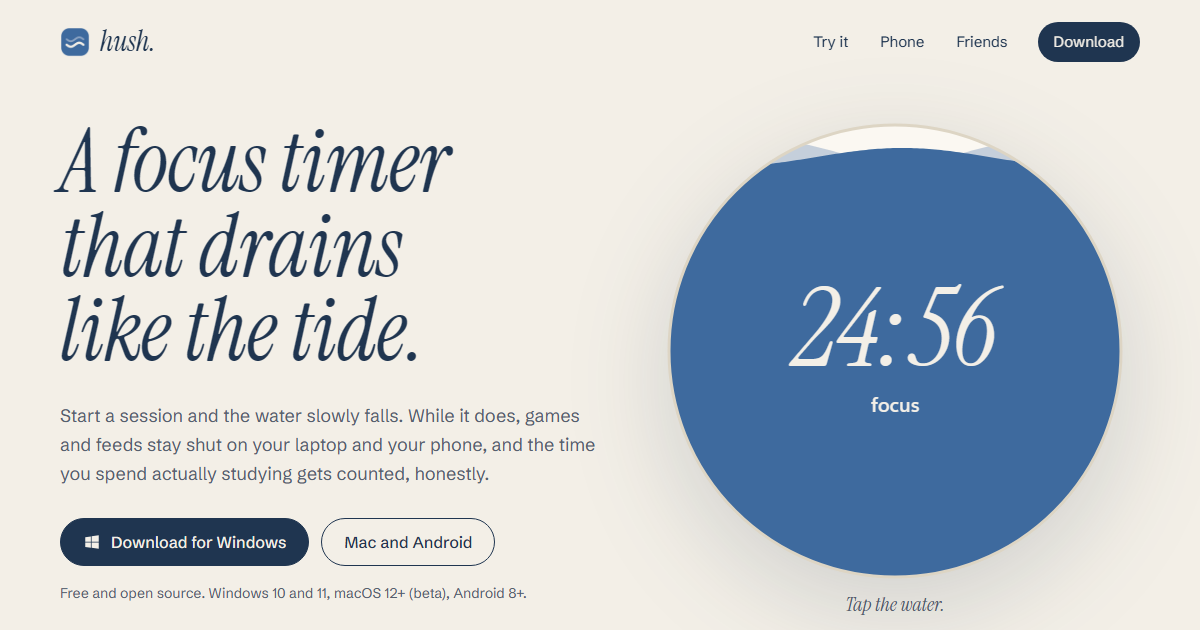 hush.
Try it
Phone
Friends
Download
A focus timer
that drains
like the tide.
Start a session and the water slowly falls. While it does, games
and feeds stay shut on your laptop and your phone, and the time
you spend actually studying gets counted, honestly.
Download for Windows
Mac and Android
Free and open source. Windows 10 and 11, macOS 12+ (beta), Android 8+.
24:56
focus
Tap the water.